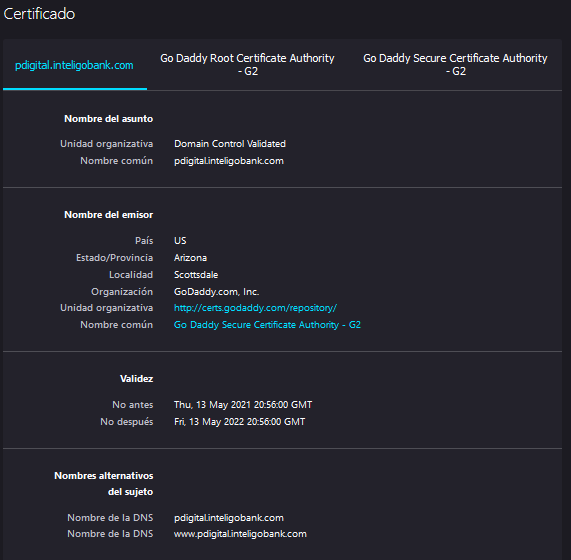 Certificado
pdigital.inteligobank.com
Go Daddy Root Certificate Authority
- G2
Go Daddy Secure Certificate Authority
- G2
Nombre del asunto
Unidad organizativa Domain Control Validated
Nombre común pdigital.inteligobank.com
Nombre del emisor
País US
Estado/Provincia Arizona
Localidad Scottsdale
Organización GoDaddy.com, Inc.
Unidad organizativa http://certs.godaddy.com/repository/
Nombre común Go Daddy Secure Certificate Authority - G2
Validez
No antes Thu, 13 May 2021 20:56:00 GMT
No después Fri, 13 May 2022 20:56:00 GMT
Nombres alternativos
del sujeto
Nombre de la DNS pdigital.inteligobank.com
Nombre de la DNS www.pdigital.inteligobank.com